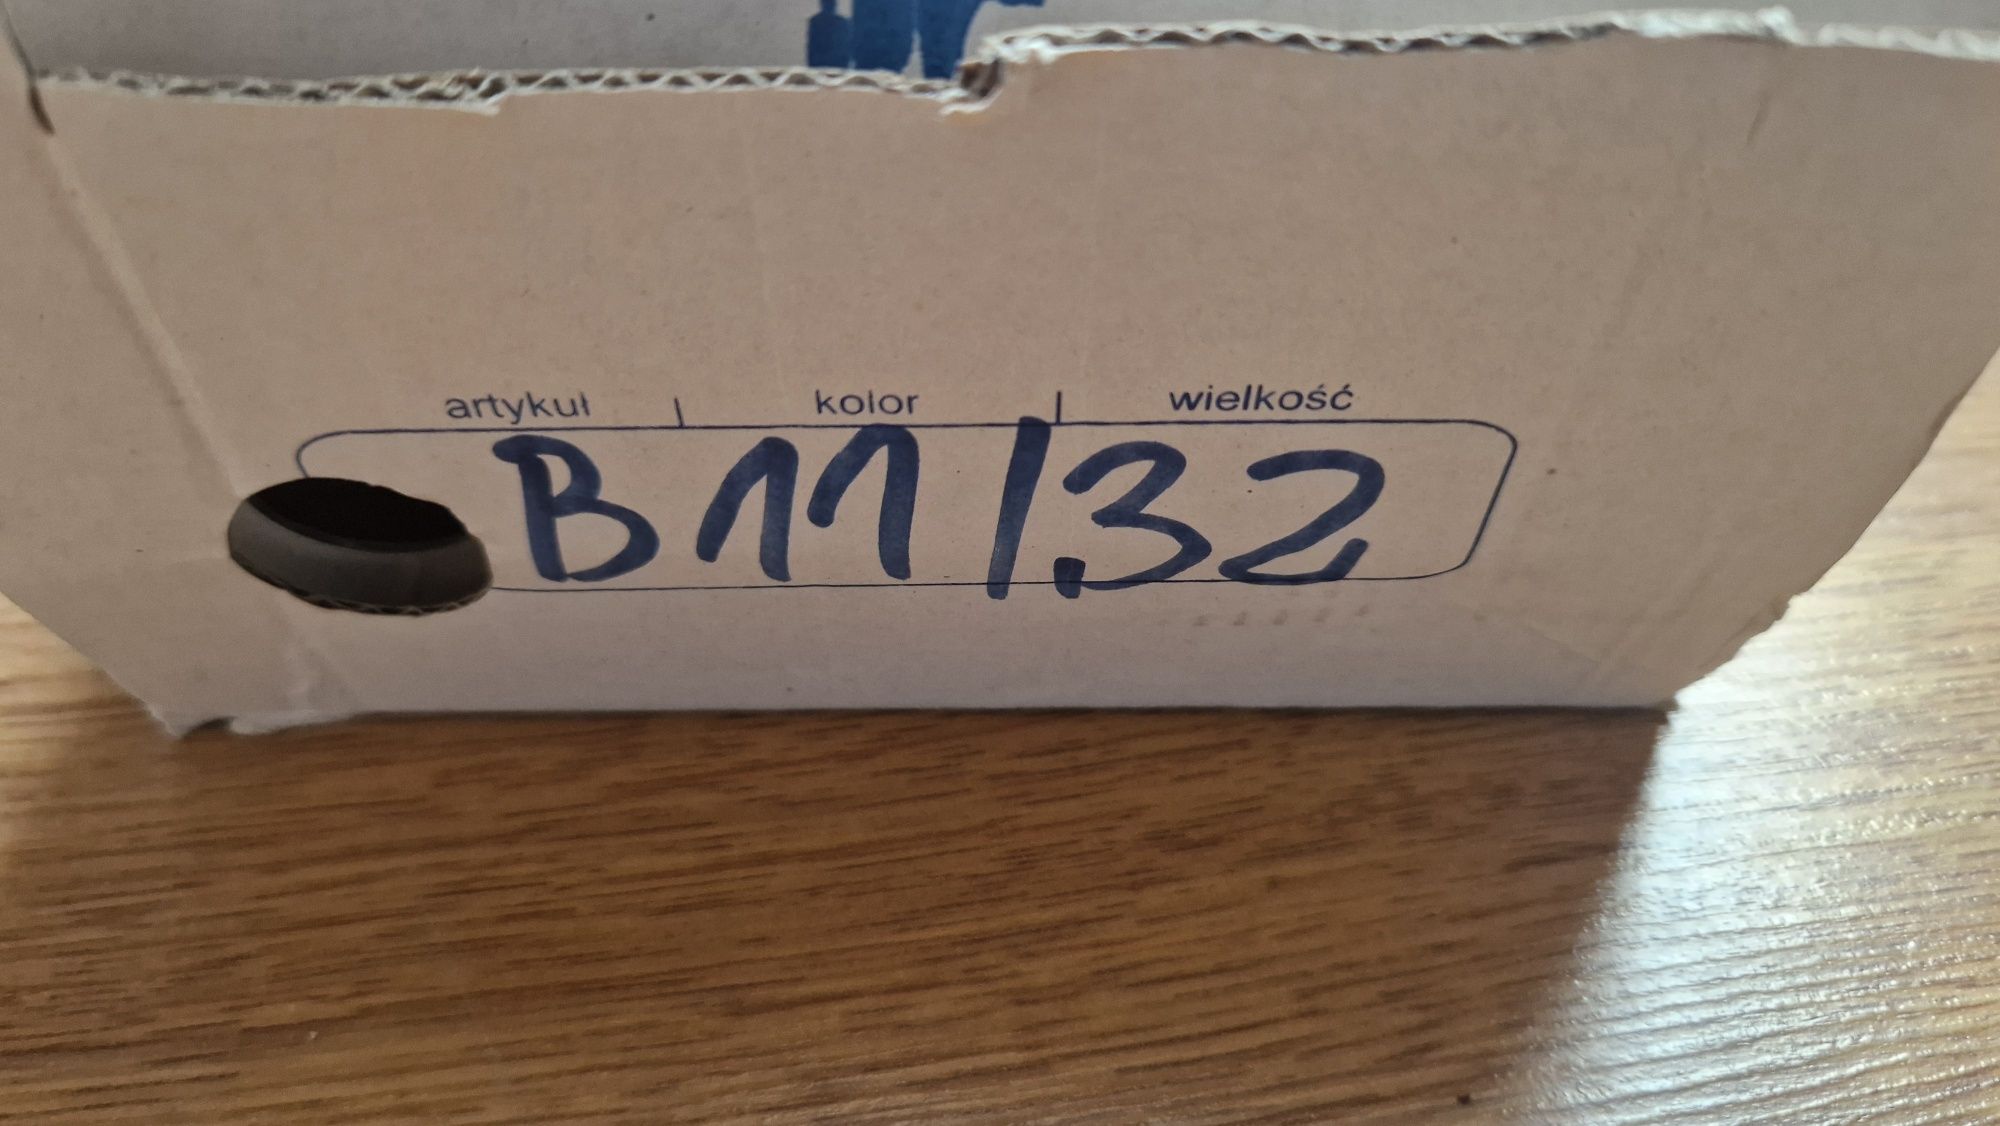 artykuł | kolor | wielkość
B11/32